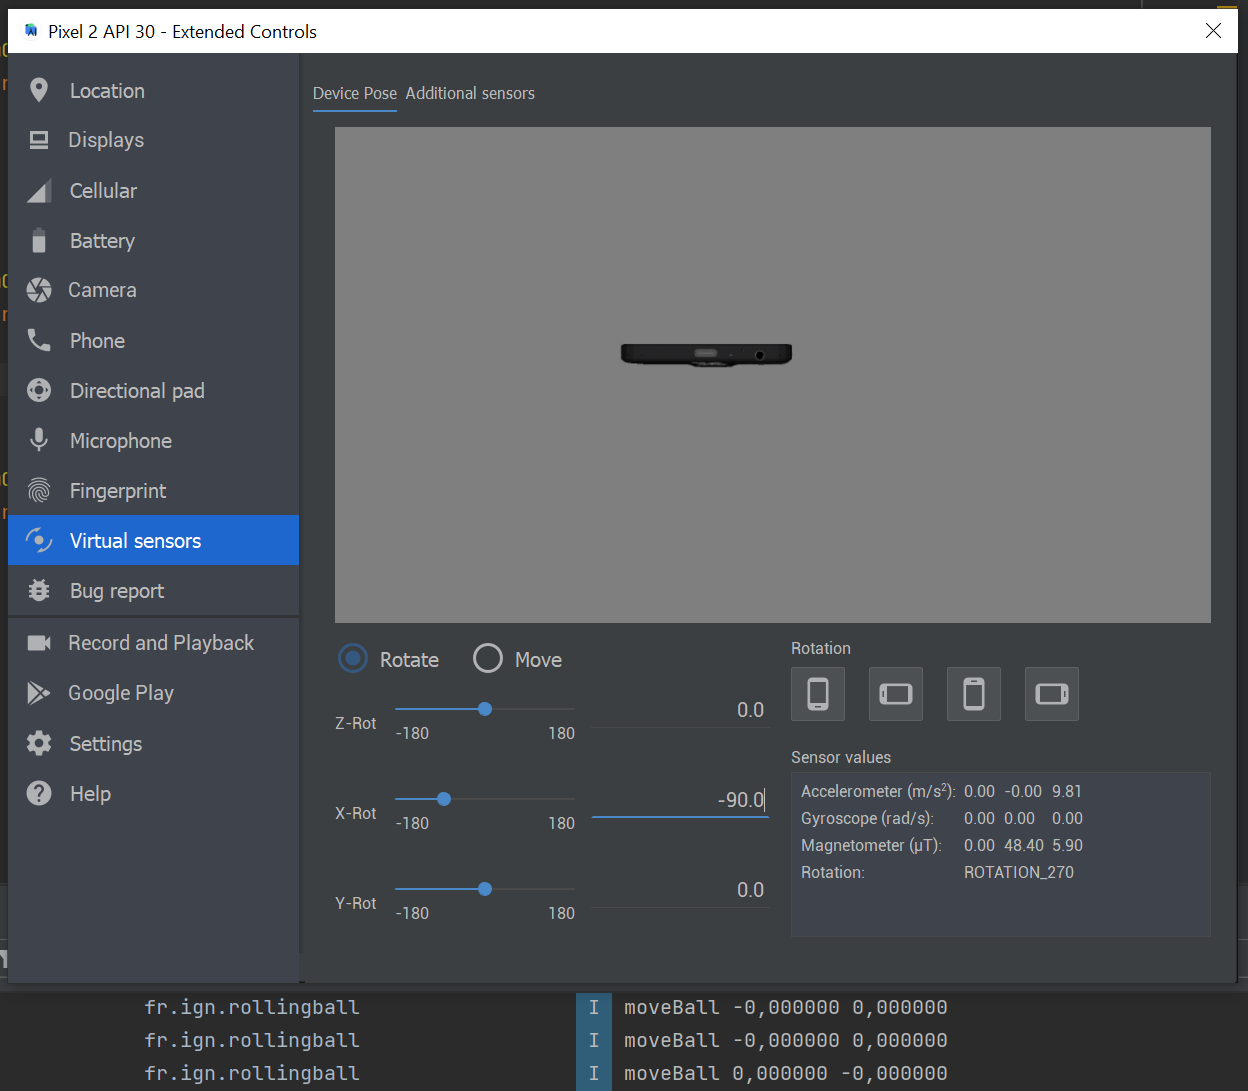 Pixel 2 API 30 - Extended Controls
Location
Displays
Cellular
Battery
Camera
Phone
Directional pad
Microphone
Fingerprint
Virtual sensors
Bug report
Record and Playback
Google Play
Settings
Help
Device Pose Additional sensors
Rotate Move
Z-Rot -180 180 0.0
X-Rot -180 180 -90.0
Y-Rot -180 180 0.0
Rotation
Sensor values
Accelerometer (m/s²): 0.00 -0.00 9.81
Gyroscope (rad/s): 0.00 0.00 0.00
Magnetometer (μT): 0.00 48.40 5.90
Rotation: ROTATION_270
fr.ign.rollingball I moveBall -0,000000 0,000000
fr.ign.rollingball I moveBall -0,000000 0,000000
fr.ign.rollingball I moveBall 0,000000 -0,000000